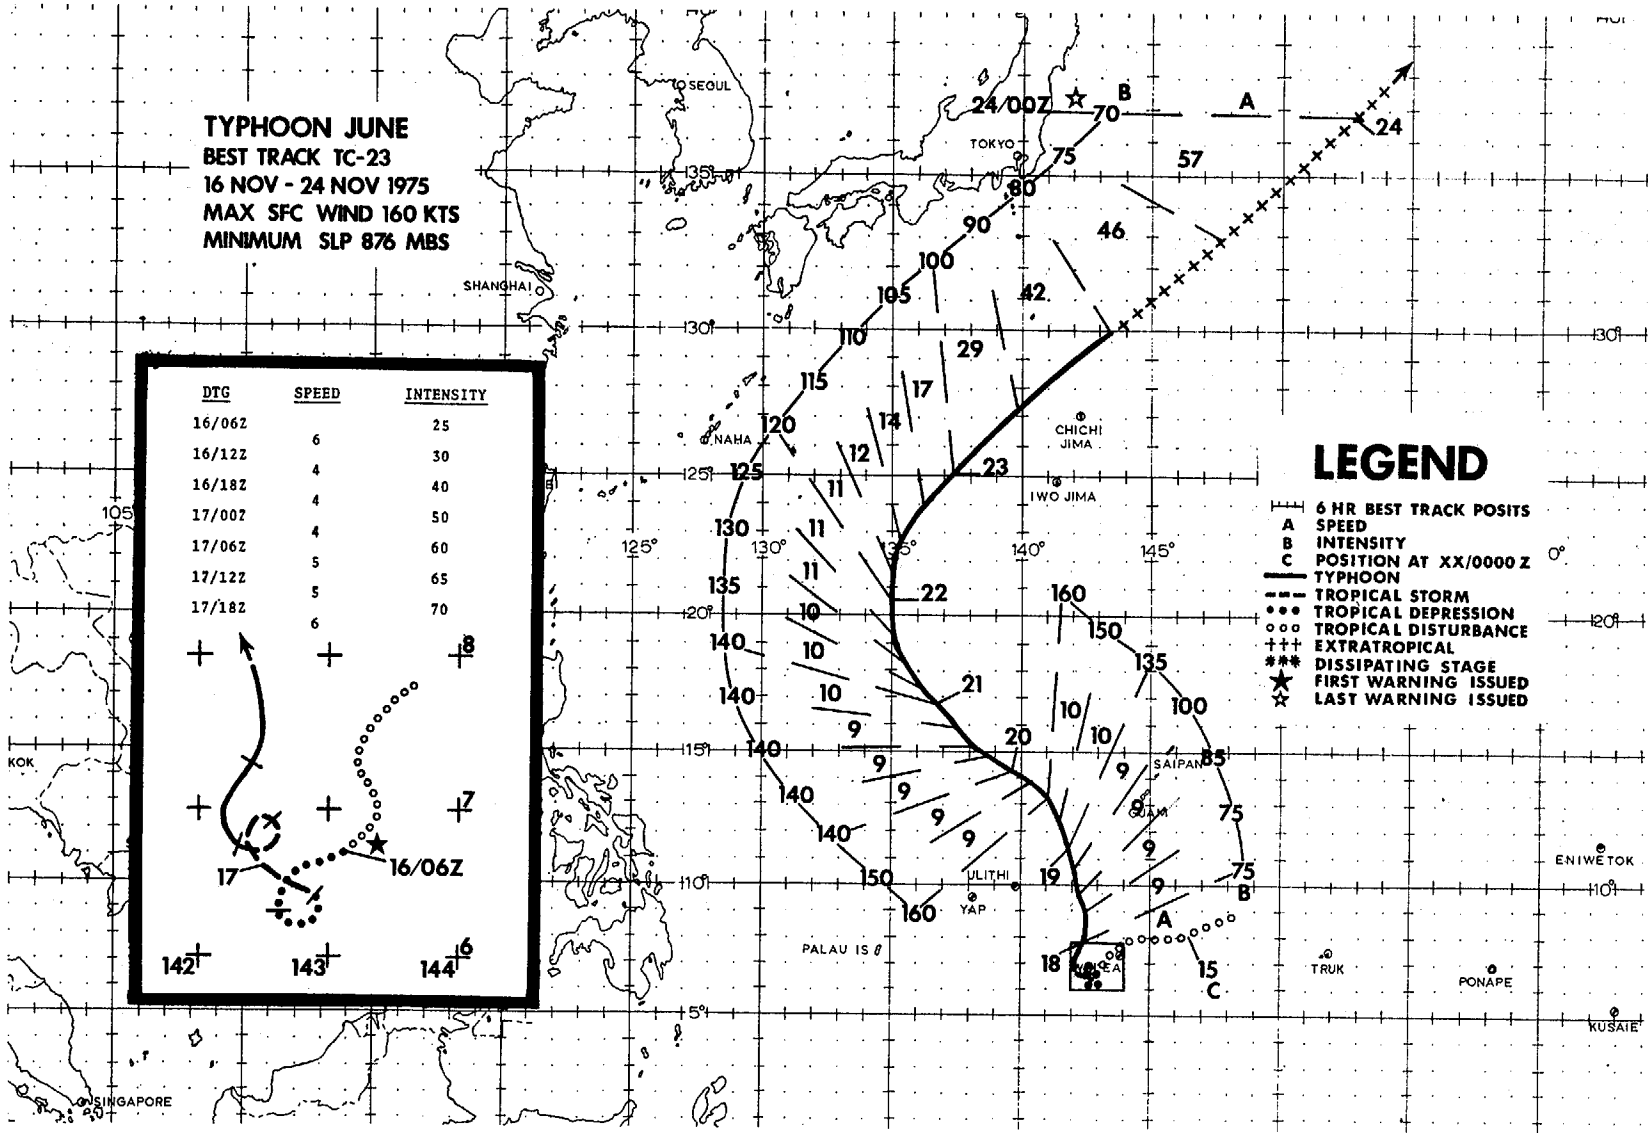 TYPHOON JUNE
BEST TRACK TC-23
16 NOV - 24 NOV 1975
MAX SFC WIND 160 KTS
MINIMUM SLP 876 MBS
SEOUL
SHANGHAI
TOKYO
24/00Z
B
A
70
24
75
57
80
46
90
100
42
105
110
29
115
17
120
14
NAHA
12
125
11
23
CHICHI
JIMA
IWO JIMA
130
11
135
11
22
10
140
10
140
10
21
9
140
20
9
140
9
140
9
9
150
160
160
150
135
100
10
10
85
SAIPAN
9
75
9
GUAM
9
75
9
B
A
19
18
15
C
ULITHI
YAP
PALAU IS
TRUK
PONAPE
KUSAIE
ENIWETOK
SINGAPORE
KOK
35°
30°
30°
25°
20°
20°
15°
10°
10°
5°
105
125°
130°
135°
140°
145°
0°
DTG SPEED INTENSITY
16/06Z 25
6
16/12Z 30
4
16/18Z 40
4
17/00Z 50
4
17/06Z 60
5
17/12Z 65
5
17/18Z 70
6
8
7
17
16/06Z
6
142 143 144
LEGEND
6 HR BEST TRACK POSITS
A SPEED
B INTENSITY
C POSITION AT XX/0000 Z
TYPHOON
TROPICAL STORM
TROPICAL DEPRESSION
TROPICAL DISTURBANCE
EXTRATROPICAL
DISSIPATING STAGE
FIRST WARNING ISSUED
LAST WARNING ISSUED